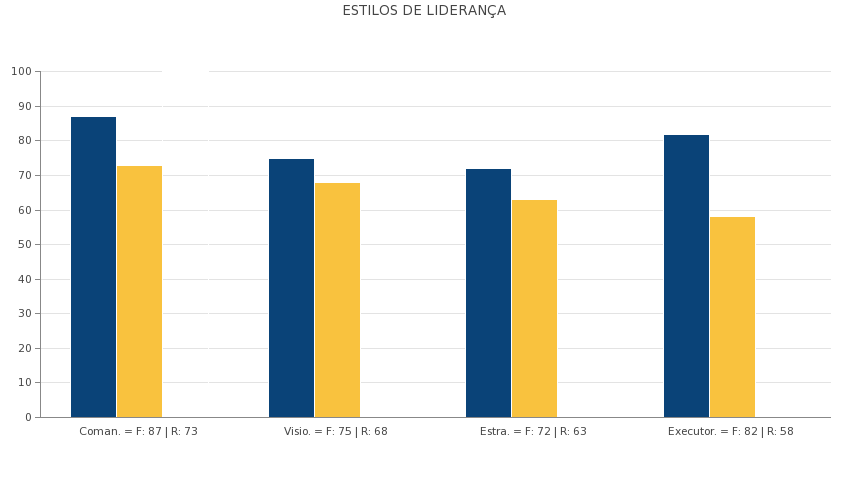 ESTILOS DE LIDERANÇA
100
90
80
70
60
50
40
30
20
10
0
Coman. = F: 87 | R: 73
Visio. = F: 75 | R: 68
Estra. = F: 72 | R: 63
Executor. = F: 82 | R: 58